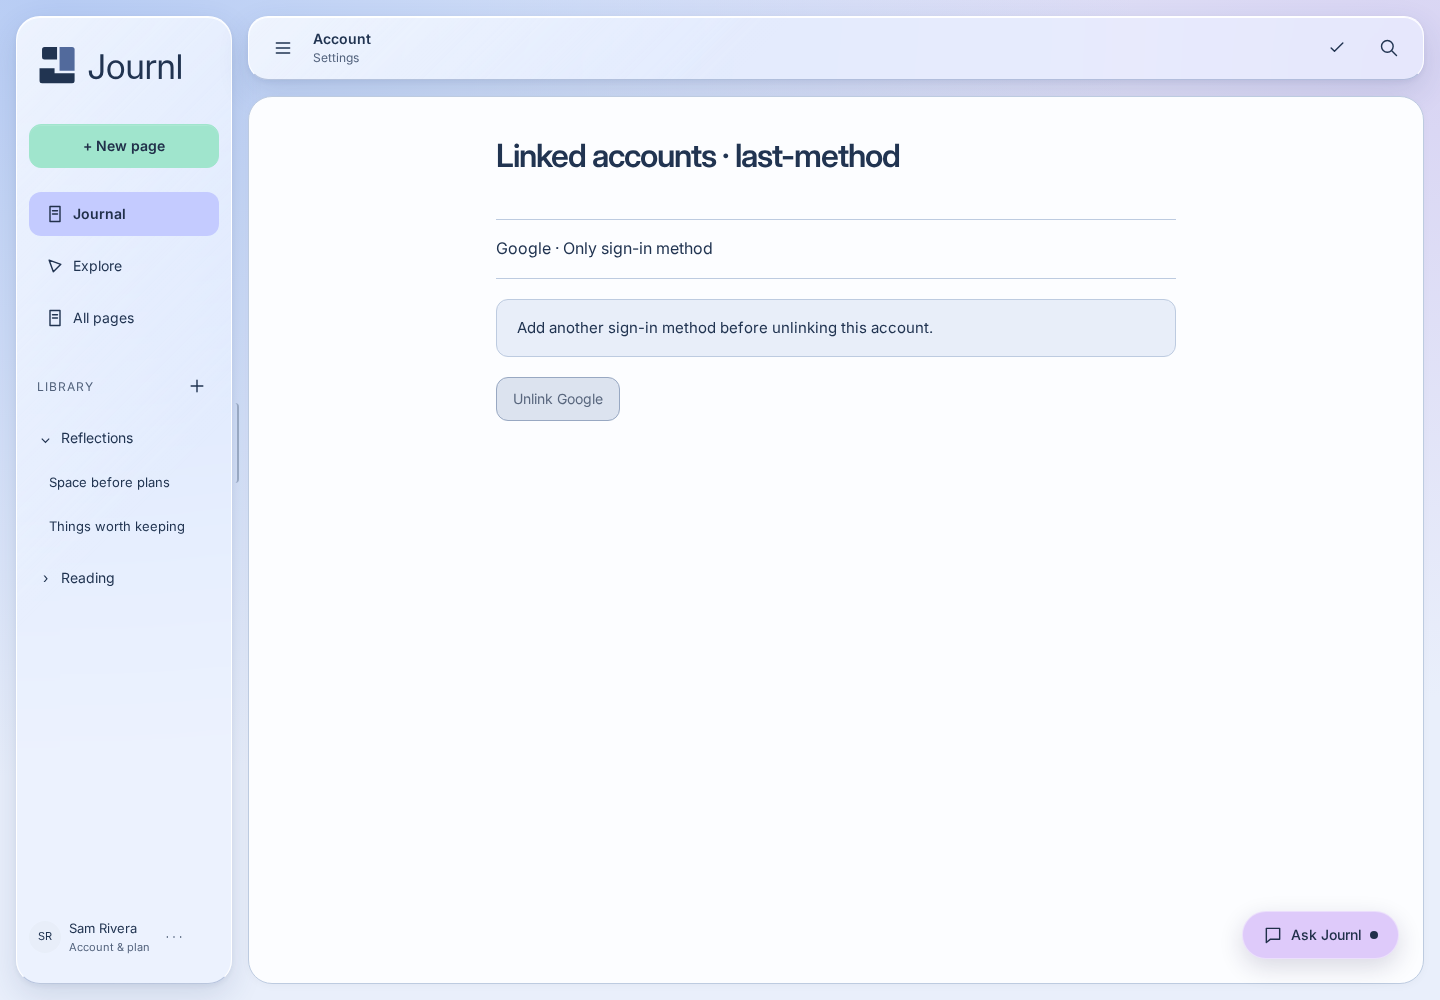 Journl
+ New page
Journal
Explore
All pages
LIBRARY
Reflections
Space before plans
Things worth keeping
Reading
SR
Sam Rivera
Account & plan
Account
Settings
Linked accounts · last-method
Google · Only sign-in method
Add another sign-in method before unlinking this account.
Unlink Google
Ask Journl